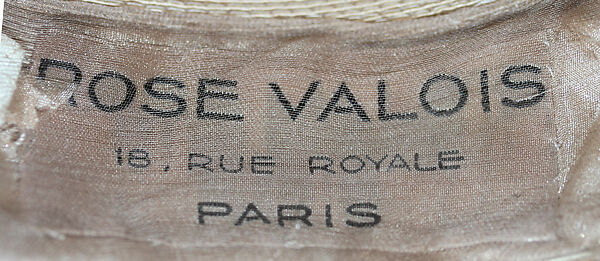 ROSE VALOIS
18, RUE ROYALE
PARIS